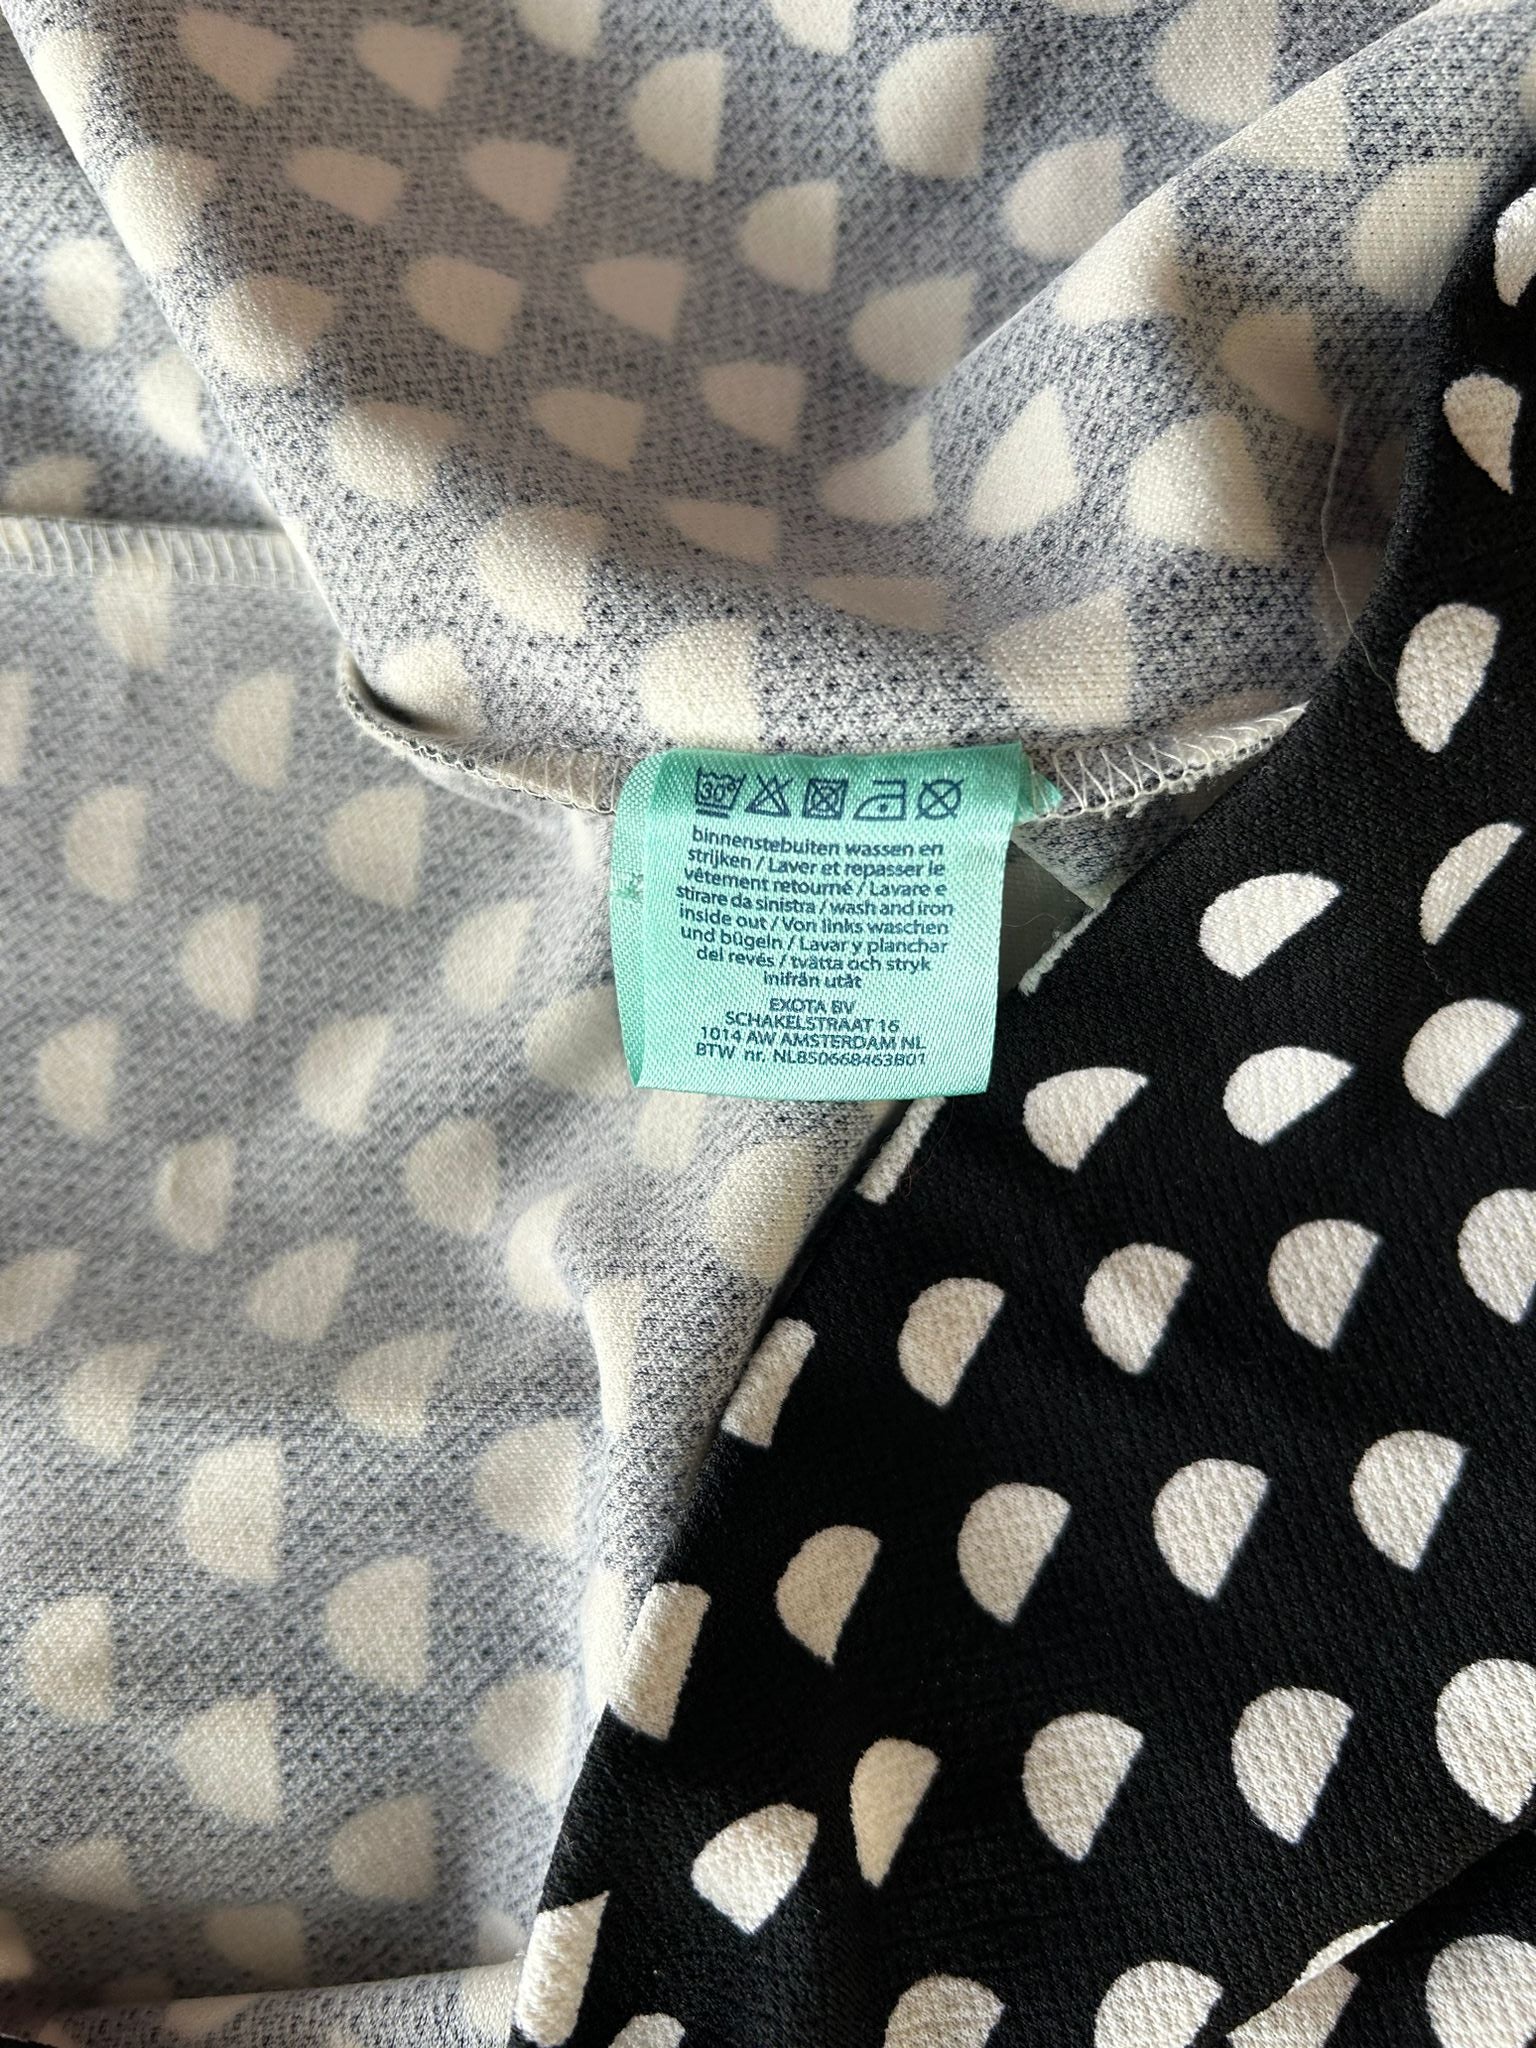 30°
binnenstebuiten wassen en
strijken / Laver et repasser le
vêtement retourné / Lavare e
stirare da sinistra / wash and iron
inside out / Von links waschen
und bügeln / Lavar y planchar
del revés / tvätta och stryk
inifrån utåt
EXOTA BV
SCHAKELSTRAAT 16
1014 AW AMSTERDAM NL
BTW nr. NL850668463B01